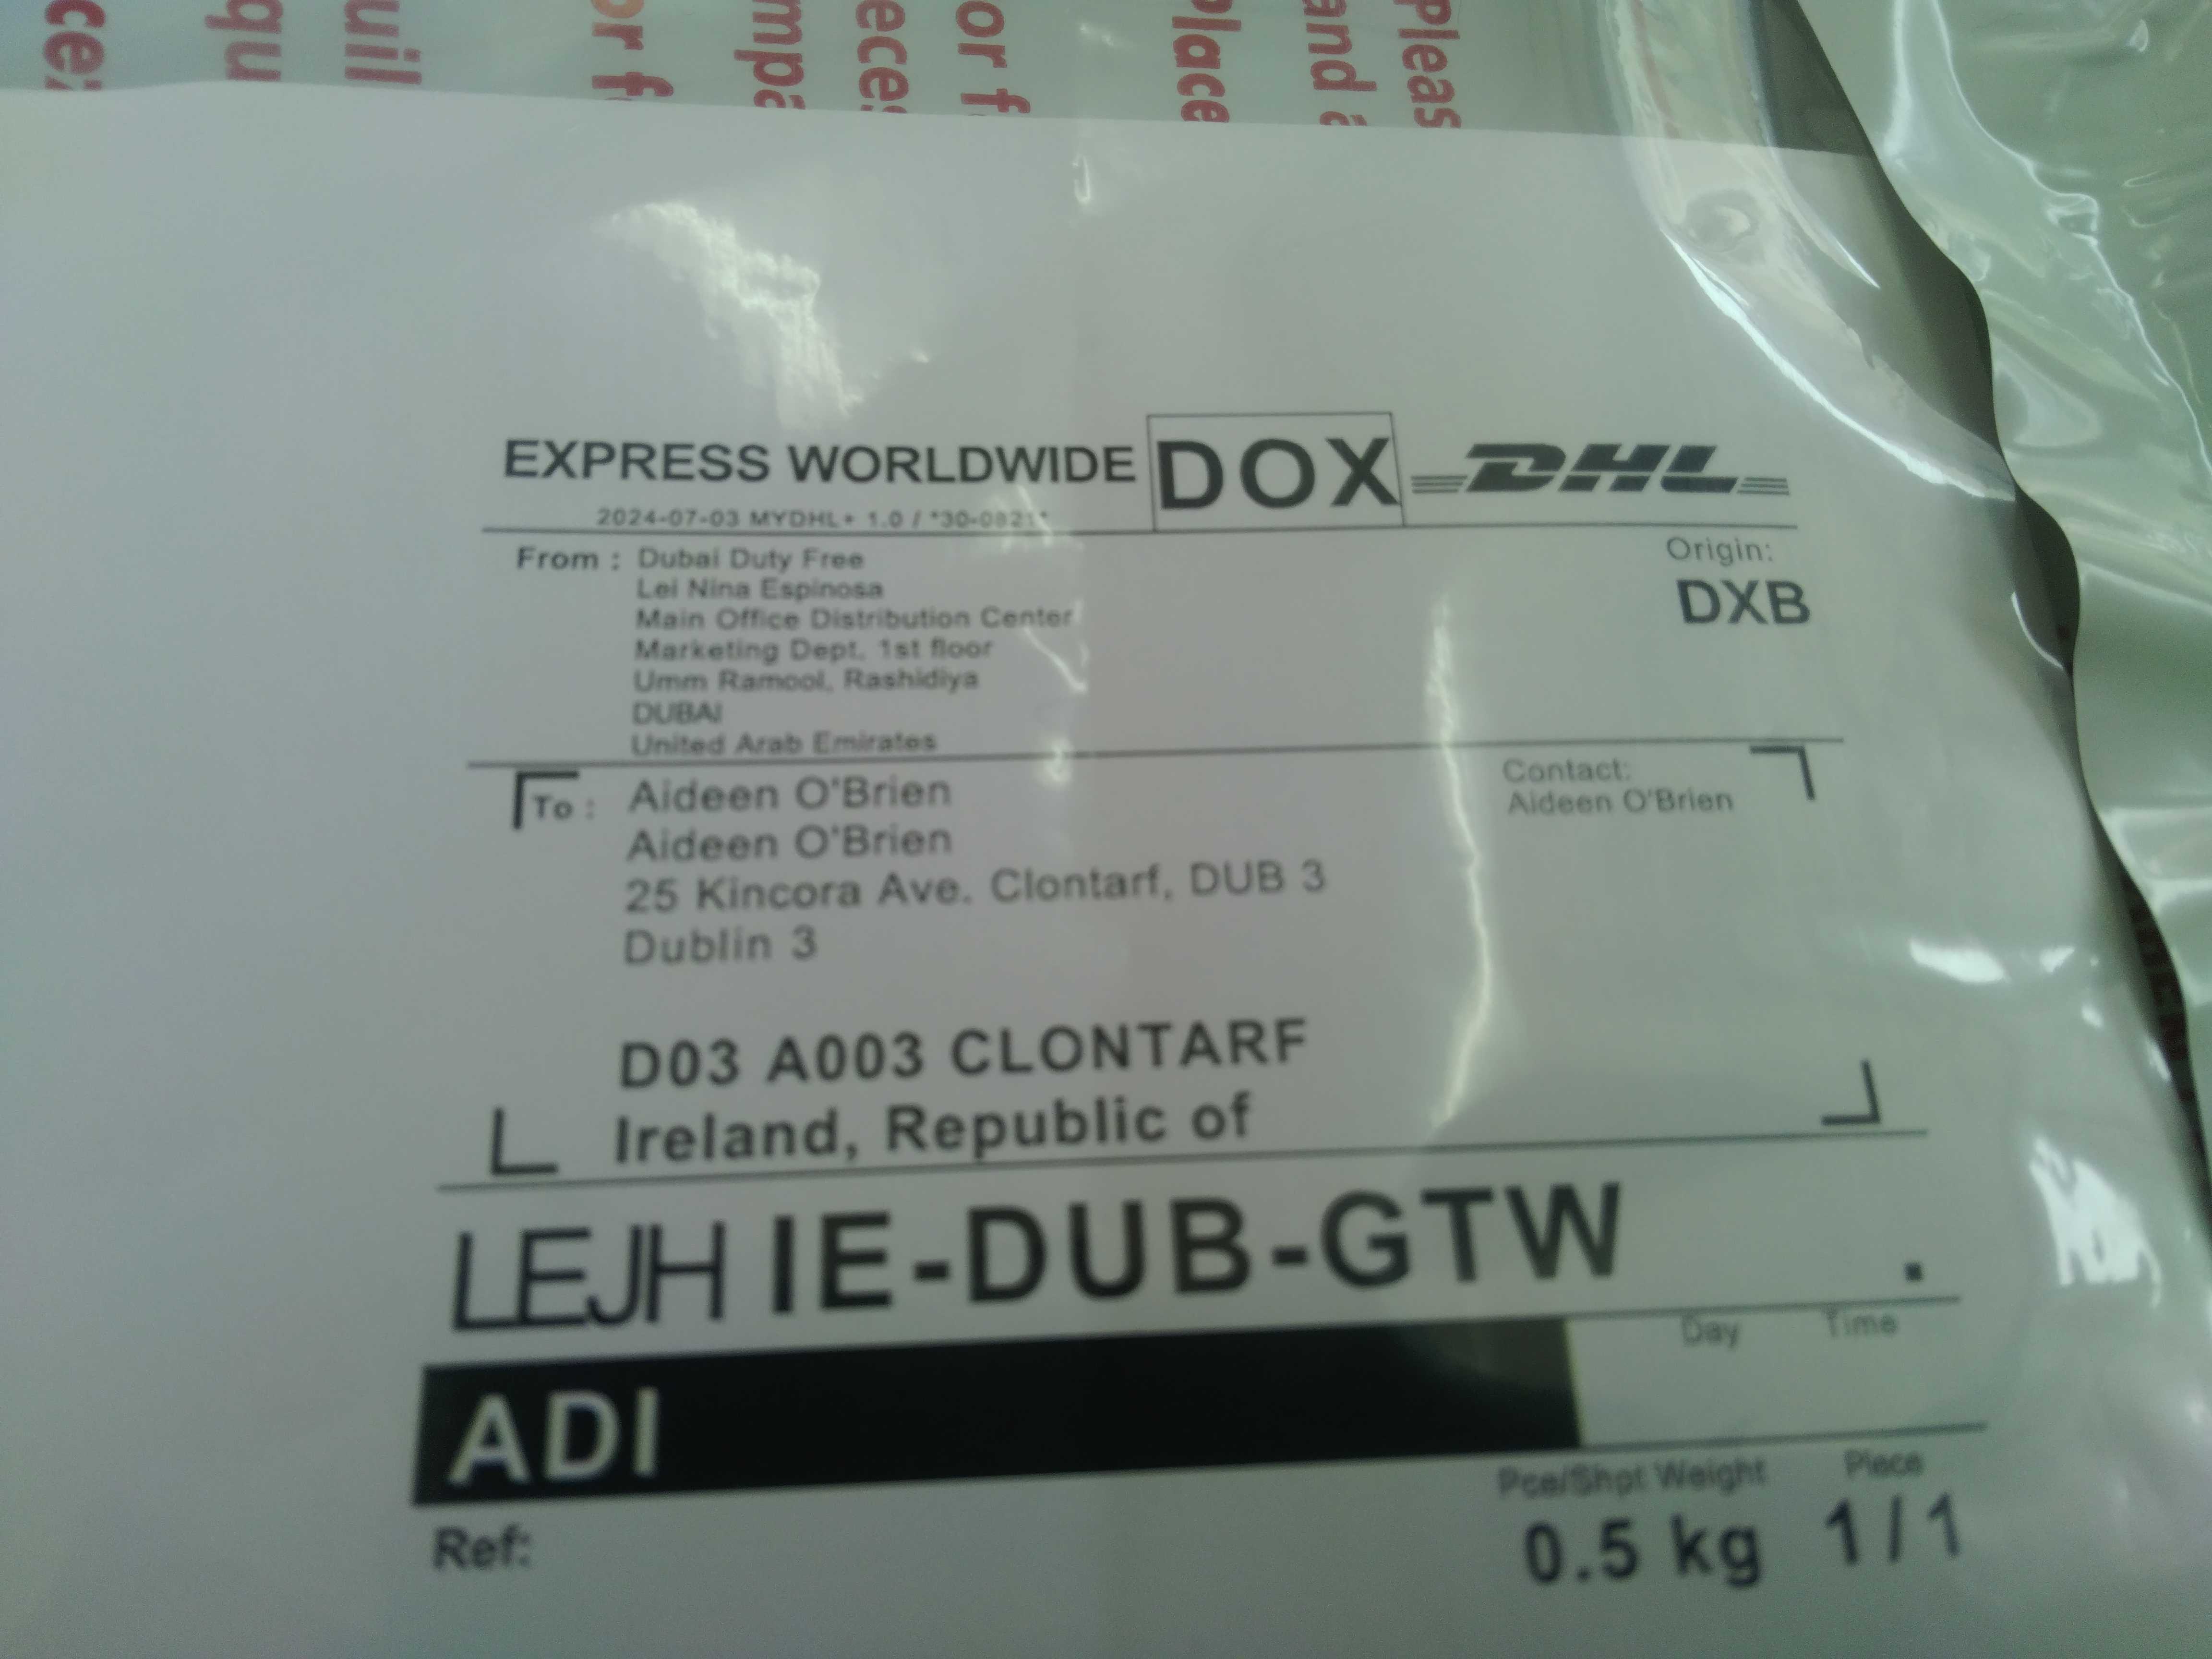 EXPRESS WORLDWIDE DOX DHL
2024-07-03 MYDHL+ 1.0 / *30-0821*
From : Dubai Duty Free
Lei Nina Espinosa
Main Office Distribution Center
Marketing Dept. 1st floor
Umm Ramool, Rashidiya
DUBAI
United Arab Emirates
Origin:
DXB
To : Aideen O'Brien
Aideen O'Brien
25 Kincora Ave. Clontarf, DUB 3
Dublin 3
D03 A003 CLONTARF
Ireland, Republic of
Contact:
Aideen O'Brien
LEJH IE-DUB-GTW .
ADI
Day Time
Ref:
Pce/Shpt Weight Piece
0.5 kg 1 / 1